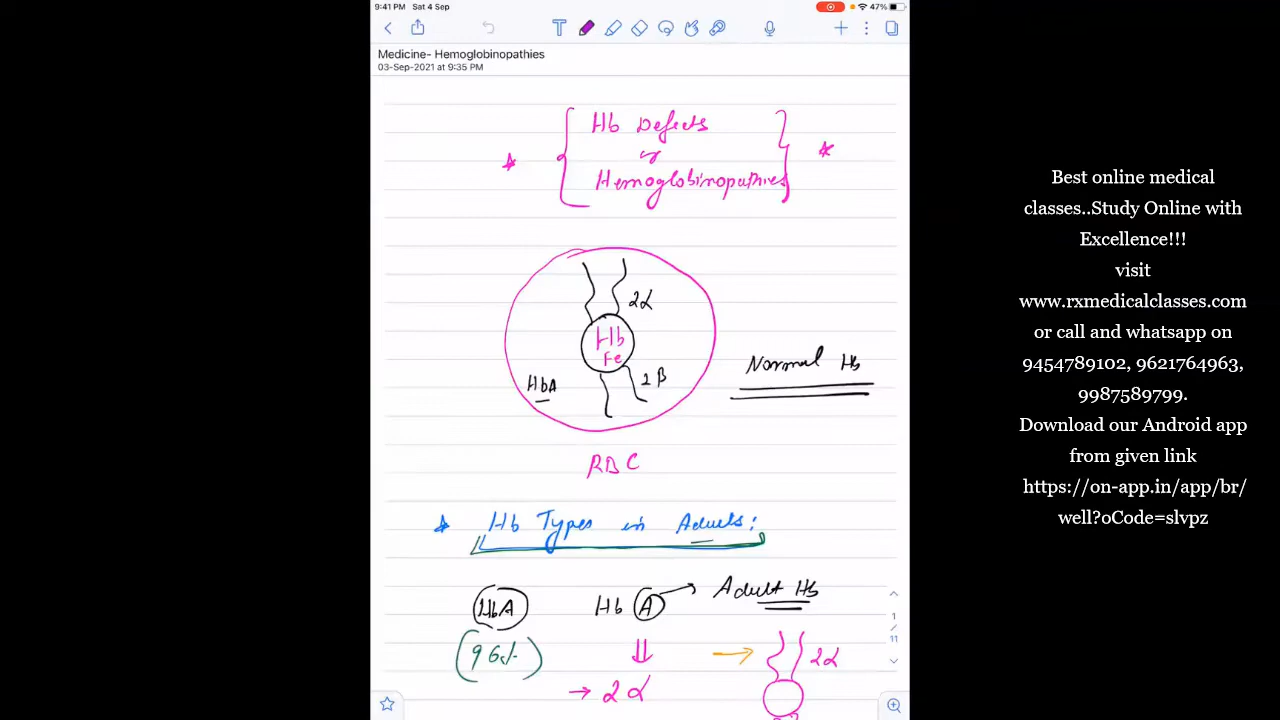 9:41 PM Sat 4 Sep
47%
Medicine- Hemoglobinopathies
03-Sep-2021 at 9:35 PM
Hb Defects
or
Hemoglobinopathies
2α
Hb
Fe
HbA
2 β
Normal Hb
RBC
Hb Types in Adults:
HbA
Hb A → Adult Hb
(96%)
⇓
→ 2α
→
2α
1
11
Best online medical
classes..Study Online with
Excellence!!!
visit
www.rxmedicalclasses.com
or call and whatsapp on
9454789102, 9621764963,
9987589799.
Download our Android app
from given link
https://on-app.in/app/br/
well?oCode=slvpz